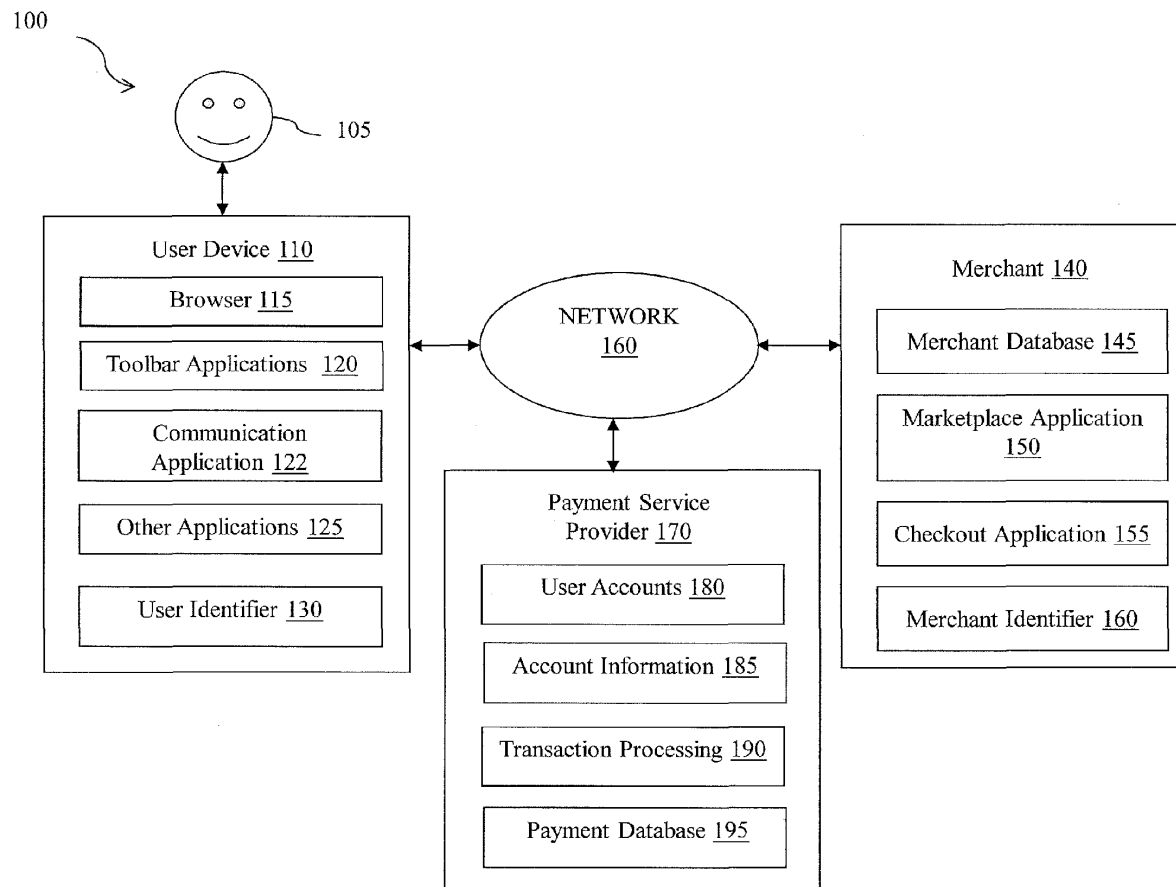 100
105
User Device 110
Browser 115
Toolbar Applications 120
Communication
Application 122
Other Applications 125
User Identifier 130
NETWORK
160
Payment Service
Provider 170
User Accounts 180
Account Information 185
Transaction Processing 190
Payment Database 195
Merchant 140
Merchant Database 145
Marketplace Application
150
Checkout Application 155
Merchant Identifier 160